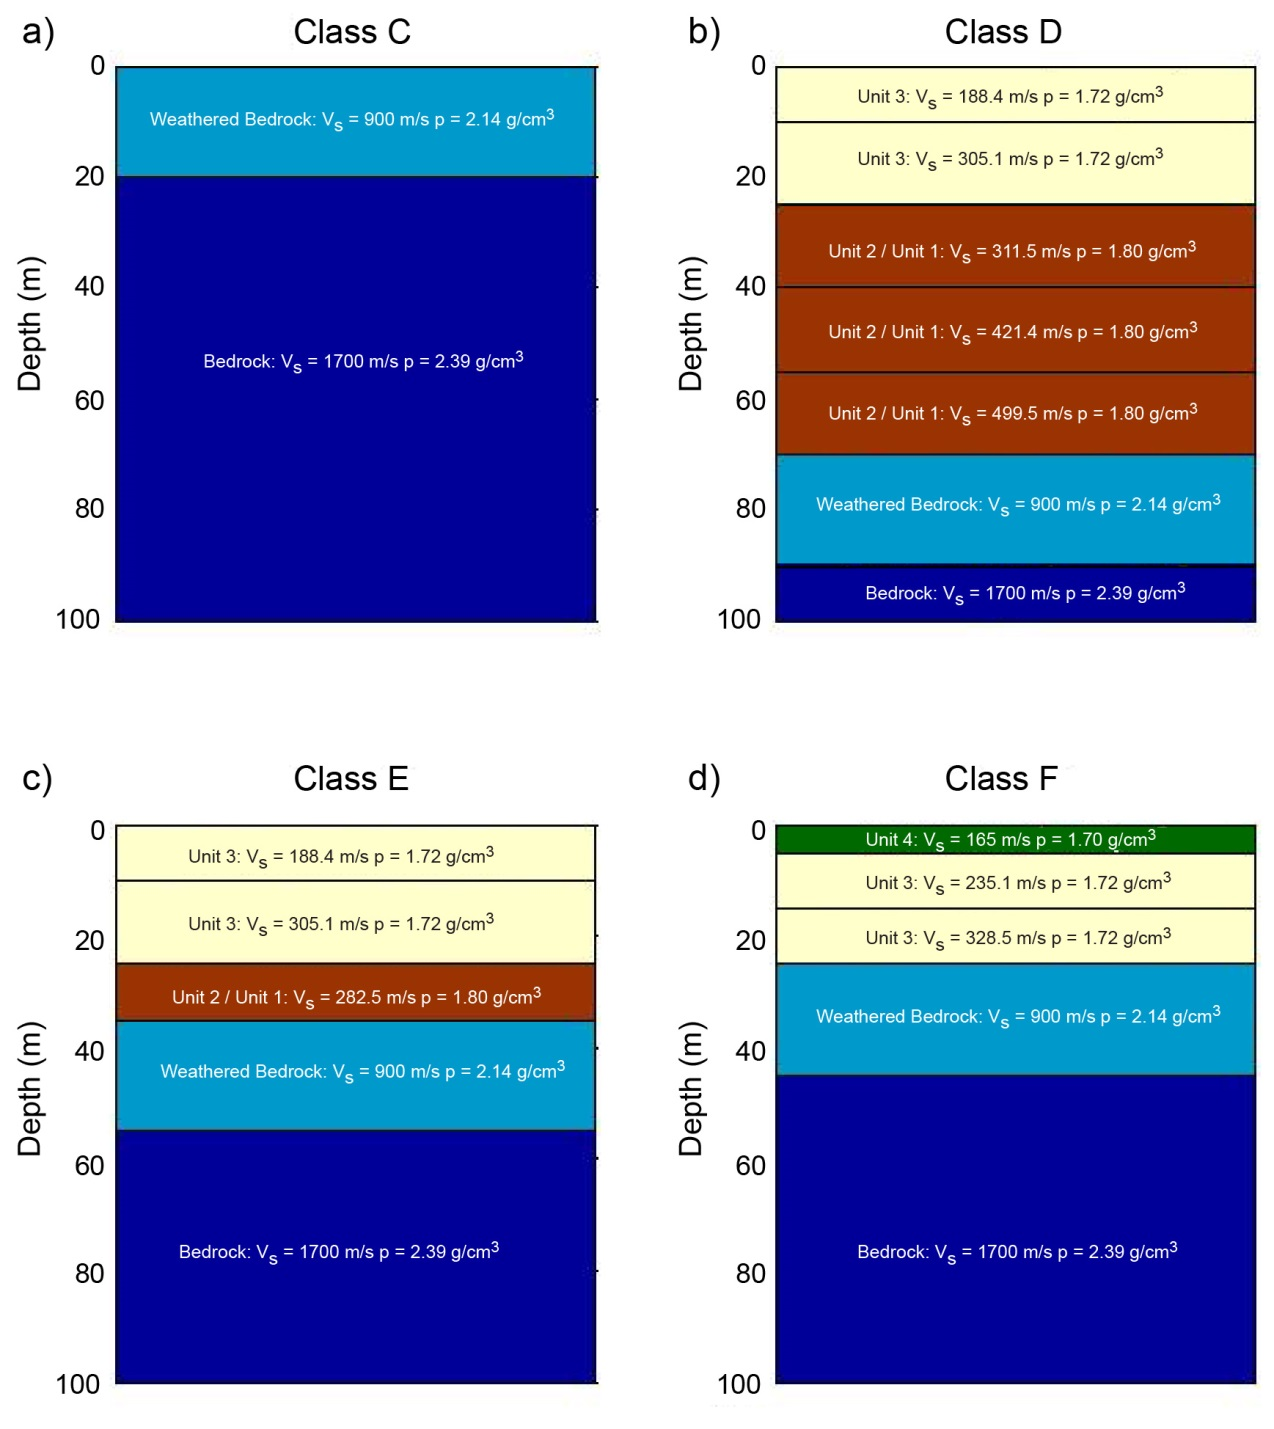 a) Class C
0
Weathered Bedrock: Vs = 900 m/s p = 2.14 g/cm3
20
40
Depth (m)
Bedrock: Vs = 1700 m/s p = 2.39 g/cm3
60
80
100
b) Class D
0
Unit 3: Vs = 188.4 m/s p = 1.72 g/cm3
Unit 3: Vs = 305.1 m/s p = 1.72 g/cm3
20
Unit 2 / Unit 1: Vs = 311.5 m/s p = 1.80 g/cm3
40
Depth (m)
Unit 2 / Unit 1: Vs = 421.4 m/s p = 1.80 g/cm3
60
Unit 2 / Unit 1: Vs = 499.5 m/s p = 1.80 g/cm3
80
Weathered Bedrock: Vs = 900 m/s p = 2.14 g/cm3
Bedrock: Vs = 1700 m/s p = 2.39 g/cm3
100
c) Class E
0
Unit 3: Vs = 188.4 m/s p = 1.72 g/cm3
Unit 3: Vs = 305.1 m/s p = 1.72 g/cm3
20
Unit 2 / Unit 1: Vs = 282.5 m/s p = 1.80 g/cm3
40
Weathered Bedrock: Vs = 900 m/s p = 2.14 g/cm3
Depth (m)
60
Bedrock: Vs = 1700 m/s p = 2.39 g/cm3
80
100
d) Class F
0
Unit 4: Vs = 165 m/s p = 1.70 g/cm3
Unit 3: Vs = 235.1 m/s p = 1.72 g/cm3
20
Unit 3: Vs = 328.5 m/s p = 1.72 g/cm3
Weathered Bedrock: Vs = 900 m/s p = 2.14 g/cm3
40
Depth (m)
60
Bedrock: Vs = 1700 m/s p = 2.39 g/cm3
80
100